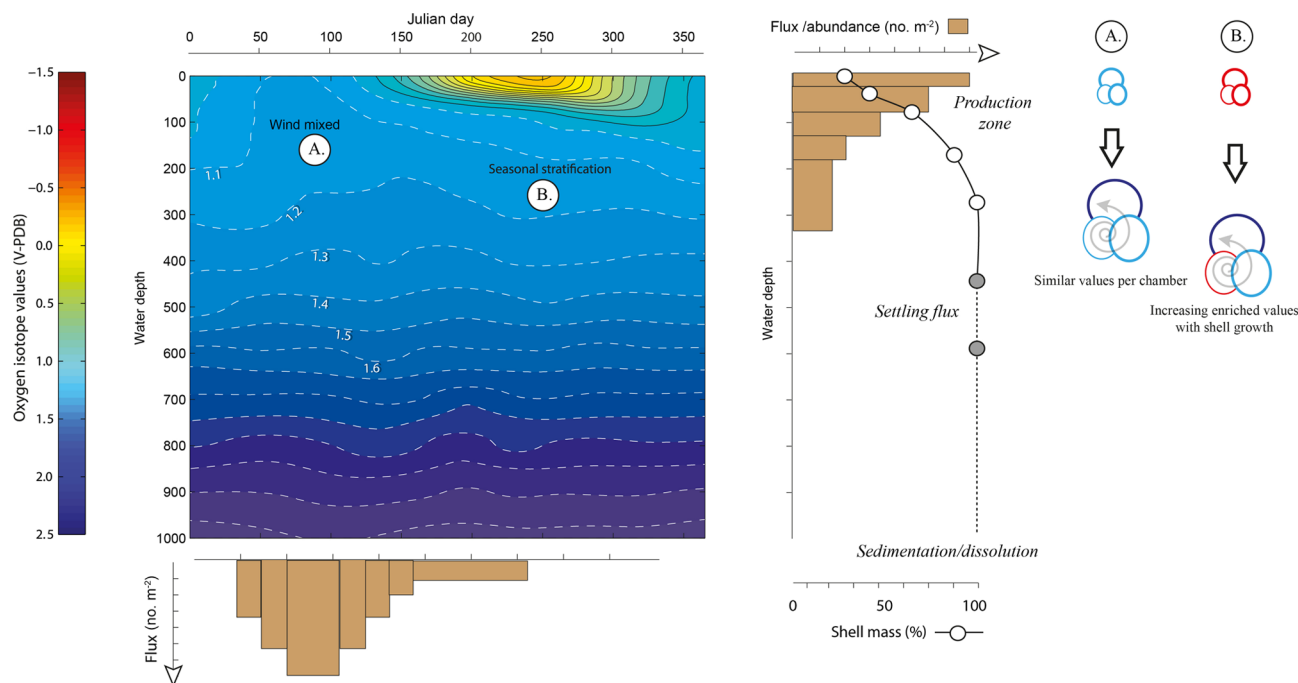 Julian day
0 50 100 150 200 250 300 350
Oxygen isotope values (V-PDB)
−1.5
−1.0
−0.5
0.0
0.5
1.0
1.5
2.0
2.5
Water depth
0
100
200
300
400
500
600
700
800
900
1000
Wind mixed
A.
Seasonal stratification
B.
1.1
1.2
1.3
1.4
1.5
1.6
Flux (no. m⁻²)
Flux /abundance (no. m⁻²)
Water depth
Production
zone
Settling flux
Sedimentation/dissolution
0 50 100
Shell mass (%)
A.
Similar values per chamber
B.
Increasing enriched values
with shell growth